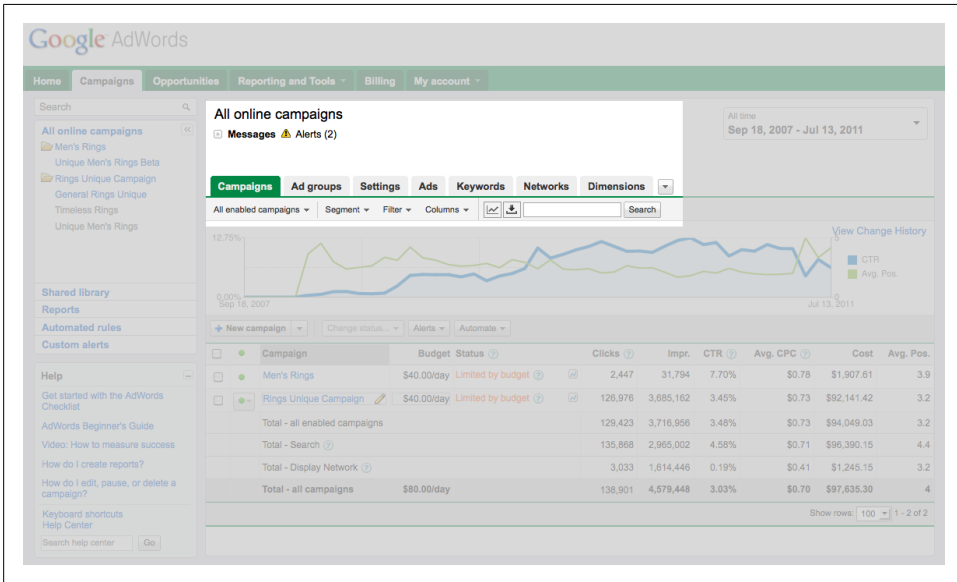 Google AdWords
Home Campaigns Opportunities Reporting and Tools Billing My account
Search
All online campaigns
Men's Rings
Unique Men's Rings Beta
Rings Unique Campaign
General Rings Unique
Timeless Rings
Unique Men's Rings
Shared library
Reports
Automated rules
Custom alerts
Help
Get started with the AdWords
Checklist
AdWords Beginner's Guide
Video: How to measure success
How do I create reports?
How do I edit, pause, or delete a
campaign?
Keyboard shortcuts
Help Center
Search help center Go
All online campaigns
Messages Alerts (2)
All time
Sep 18, 2007 - Jul 13, 2011
Campaigns Ad groups Settings Ads Keywords Networks Dimensions
All enabled campaigns Segment Filter Columns Search
View Change History
12.75% 0
CTR
Avg. Pos.
0.00% 0
Sep 18, 2007 Jul 13, 2011
+ New campaign Change status... Alerts Automate
Campaign Budget Status ? Clicks ? Impr. CTR ? Avg. CPC ? Cost Avg. Pos.
Men's Rings $40.00/day Limited by budget ? 2,447 31,794 7.70% $0.78 $1,907.61 3.9
Rings Unique Campaign $40.00/day Limited by budget ? 126,976 3,685,162 3.45% $0.73 $92,141.42 3.2
Total - all enabled campaigns 129,423 3,716,956 3.48% $0.73 $94,049.03 3.2
Total - Search ? 135,868 2,965,002 4.58% $0.71 $96,390.15 4.4
Total - Display Network ? 3,033 1,614,446 0.19% $0.41 $1,245.15 3.2
Total - all campaigns $80.00/day 138,901 4,579,448 3.03% $0.70 $97,635.30 4
Show rows: 100 1 - 2 of 2